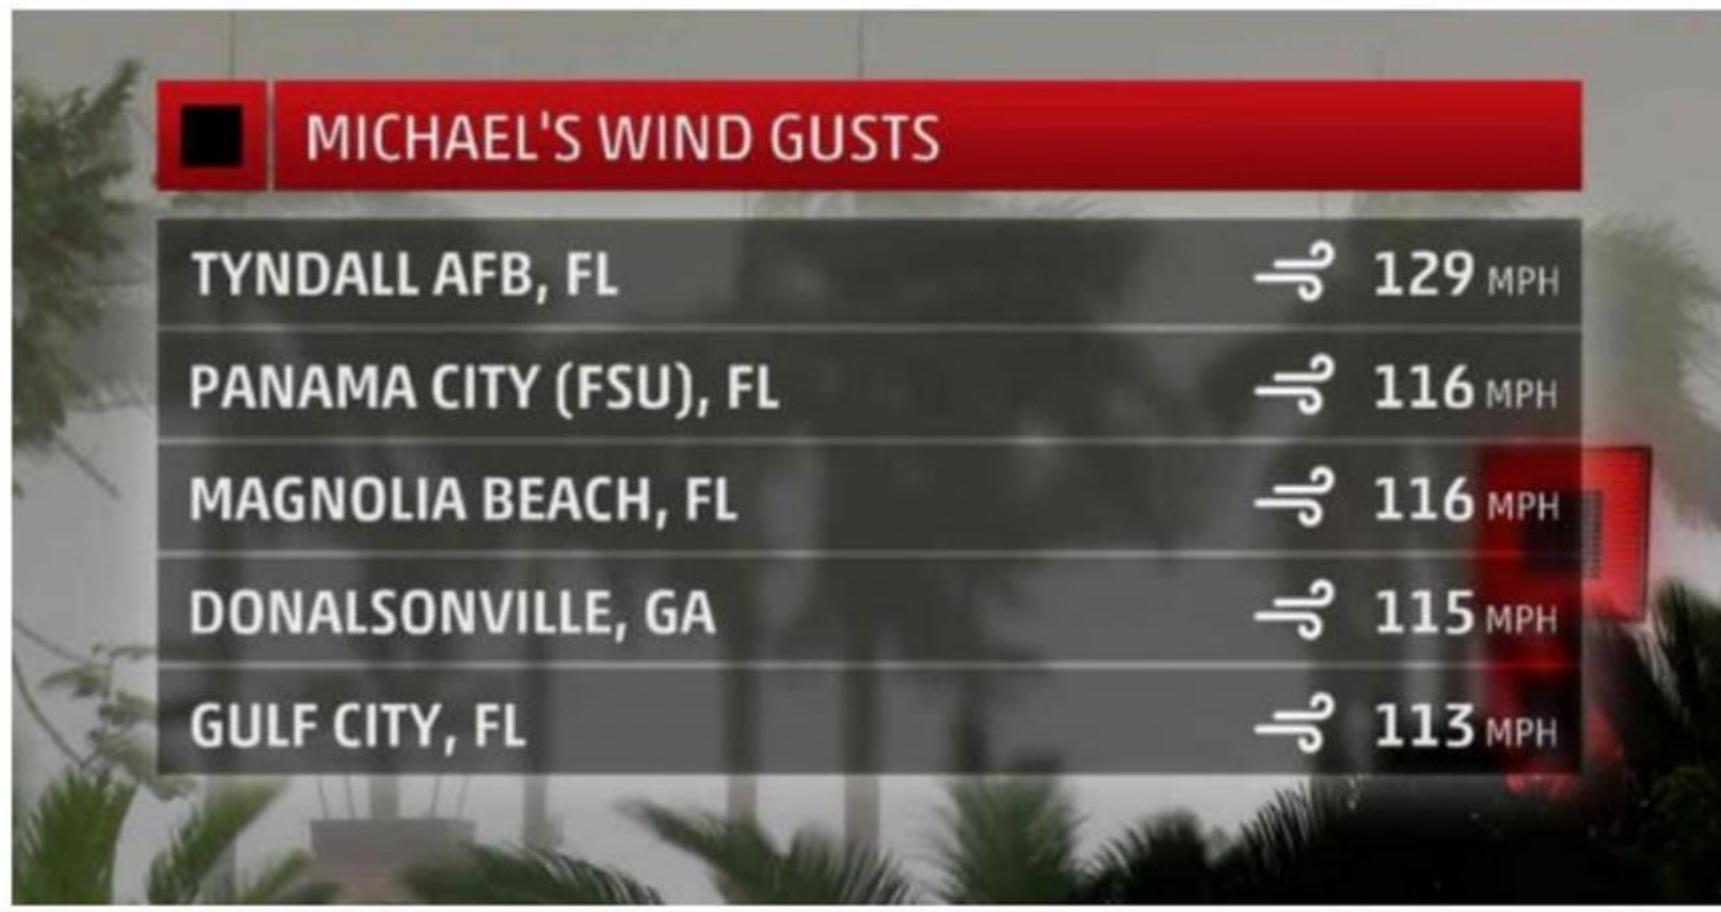 MICHAEL'S WIND GUSTS
TYNDALL AFB, FL 129 MPH
PANAMA CITY (FSU), FL 116 MPH
MAGNOLIA BEACH, FL 116 MPH
DONALSONVILLE, GA 115 MPH
GULF CITY, FL 113 MPH